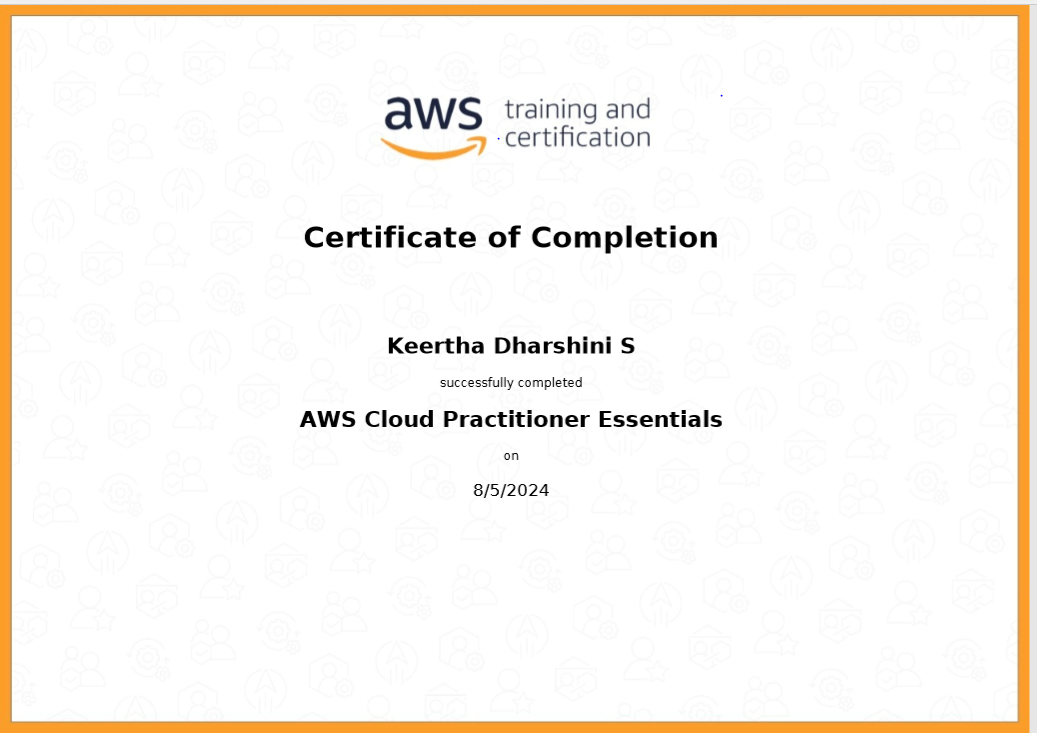 aws training and
certification
Certificate of Completion
Keertha Dharshini S
successfully completed
AWS Cloud Practitioner Essentials
on
8/5/2024